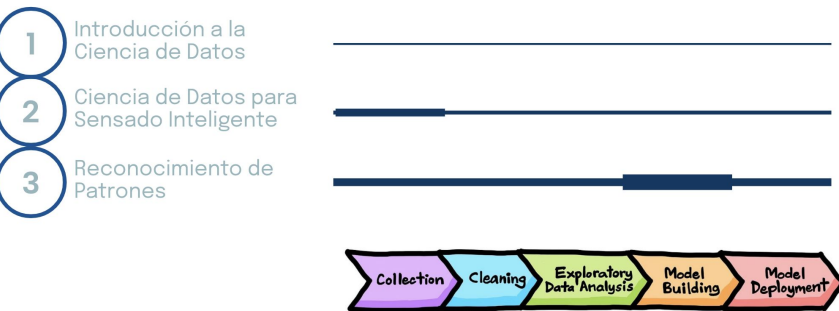 1
Introducción a la
Ciencia de Datos
2
Ciencia de Datos para
Sensado Inteligente
3
Reconocimiento de
Patrones
Collection
Cleaning
Exploratory
Data Analysis
Model
Building
Model
Deployment